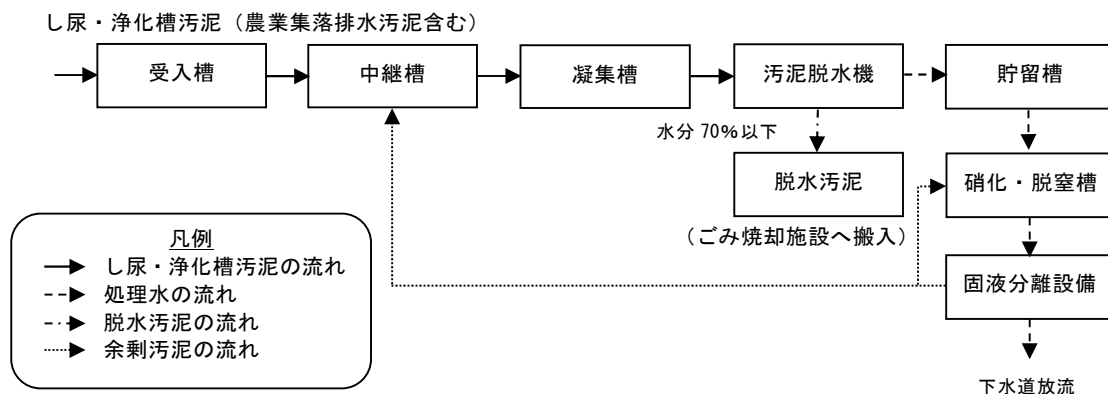 し尿・浄化槽汚泥（農業集落排水汚泥含む）
受入槽
中継槽
凝集槽
汚泥脱水機
貯留槽
水分 70%以下
脱水汚泥
硝化・脱窒槽
（ごみ焼却施設へ搬入）
固液分離設備
下水道放流
凡例
し尿・浄化槽汚泥の流れ
処理水の流れ
脱水汚泥の流れ
余剰汚泥の流れ